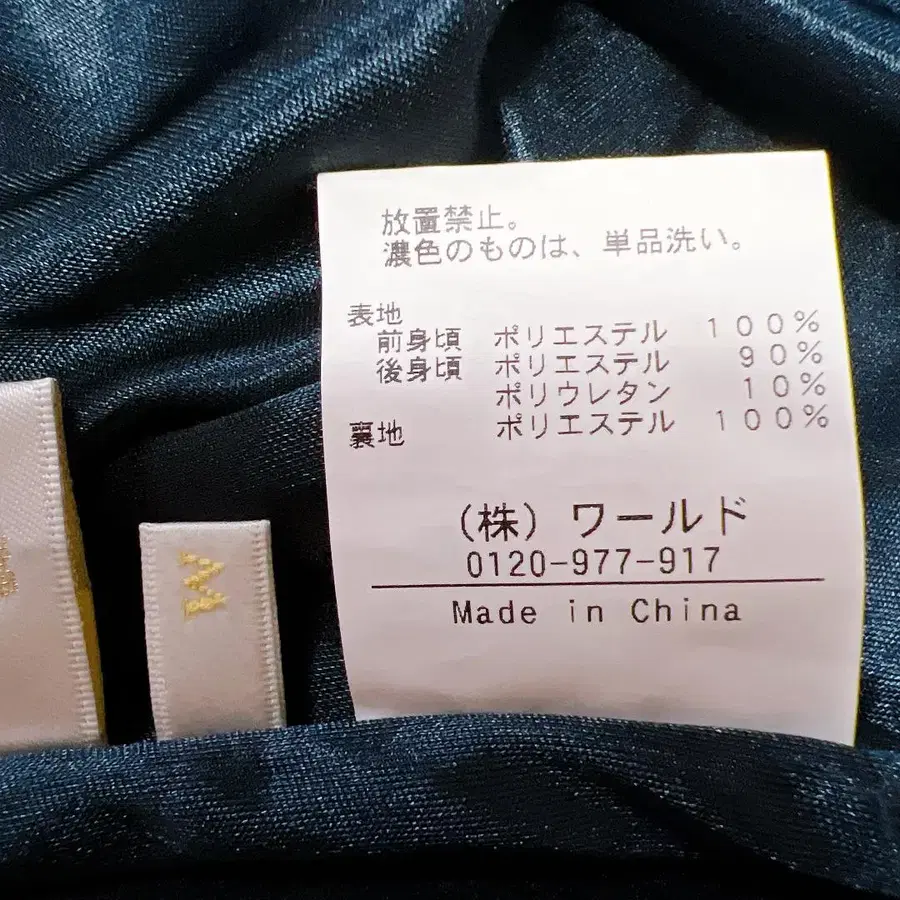 放置禁止。
濃色のものは、単品洗い。
表地
前身頃 ポリエステル 100%
後身頃 ポリエステル 90%
ポリウレタン 10%
裏地 ポリエステル 100%
(株) ワールド
0120-977-917
Made in China
M